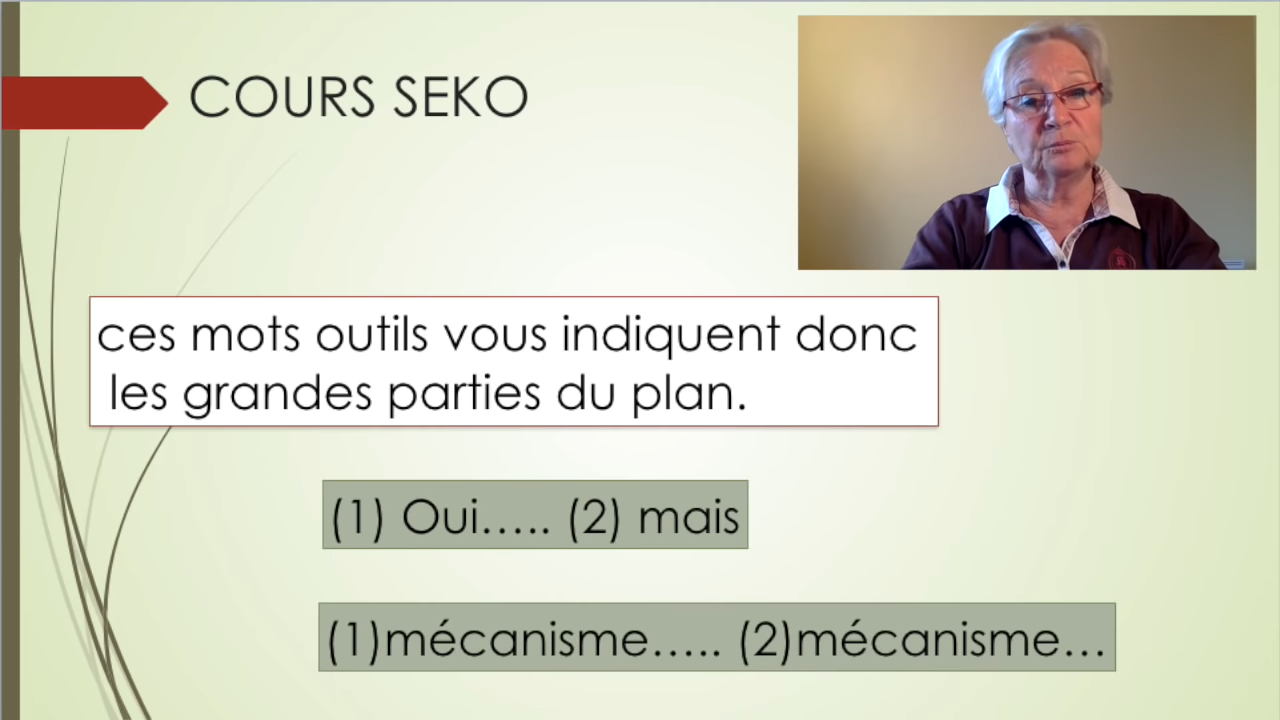 COURS SEKO
ces mots outils vous indiquent donc
les grandes parties du plan.
(1) Oui..... (2) mais
(1)mécanisme..... (2)mécanisme...